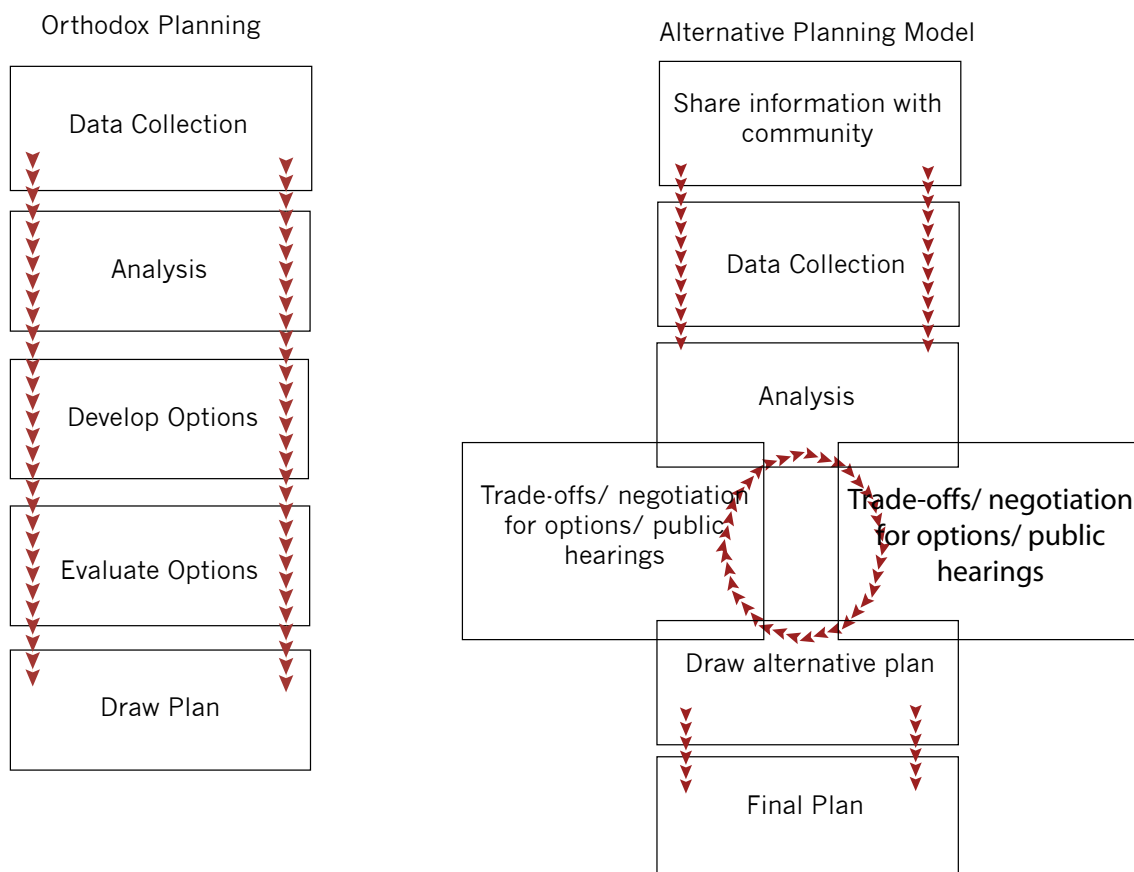 Orthodox Planning
Data Collection
Analysis
Develop Options
Evaluate Options
Draw Plan
Alternative Planning Model
Share information with
community
Data Collection
Analysis
Trade-offs/ negotiation
for options/ public
hearings
Trade-offs/ negotiation
for options/ public
hearings
Draw alternative plan
Final Plan